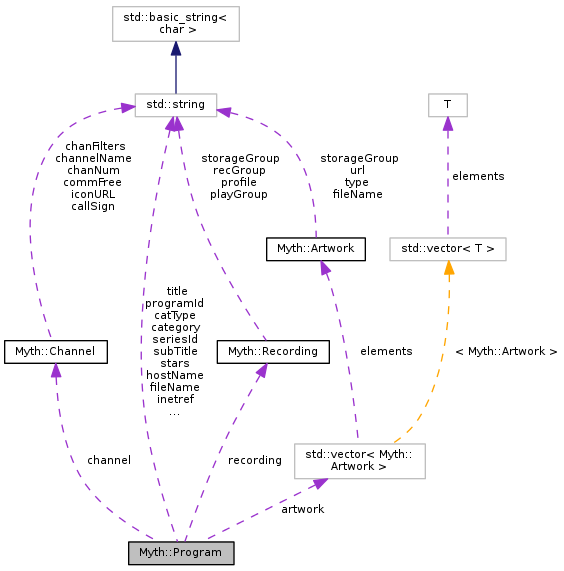 std::basic_string<
char >
std::string
T
chanFilters
channelName
chanNum
commFree
iconURL
callSign
storageGroup
recGroup
profile
playGroup
storageGroup
url
type
fileName
elements
Myth::Artwork
std::vector< T >
title
programId
catType
category
seriesId
subTitle
stars
hostName
fileName
inetref
...
Myth::Channel
Myth::Recording
elements
< Myth::Artwork >
channel
recording
std::vector< Myth::
Artwork >
artwork
Myth::Program